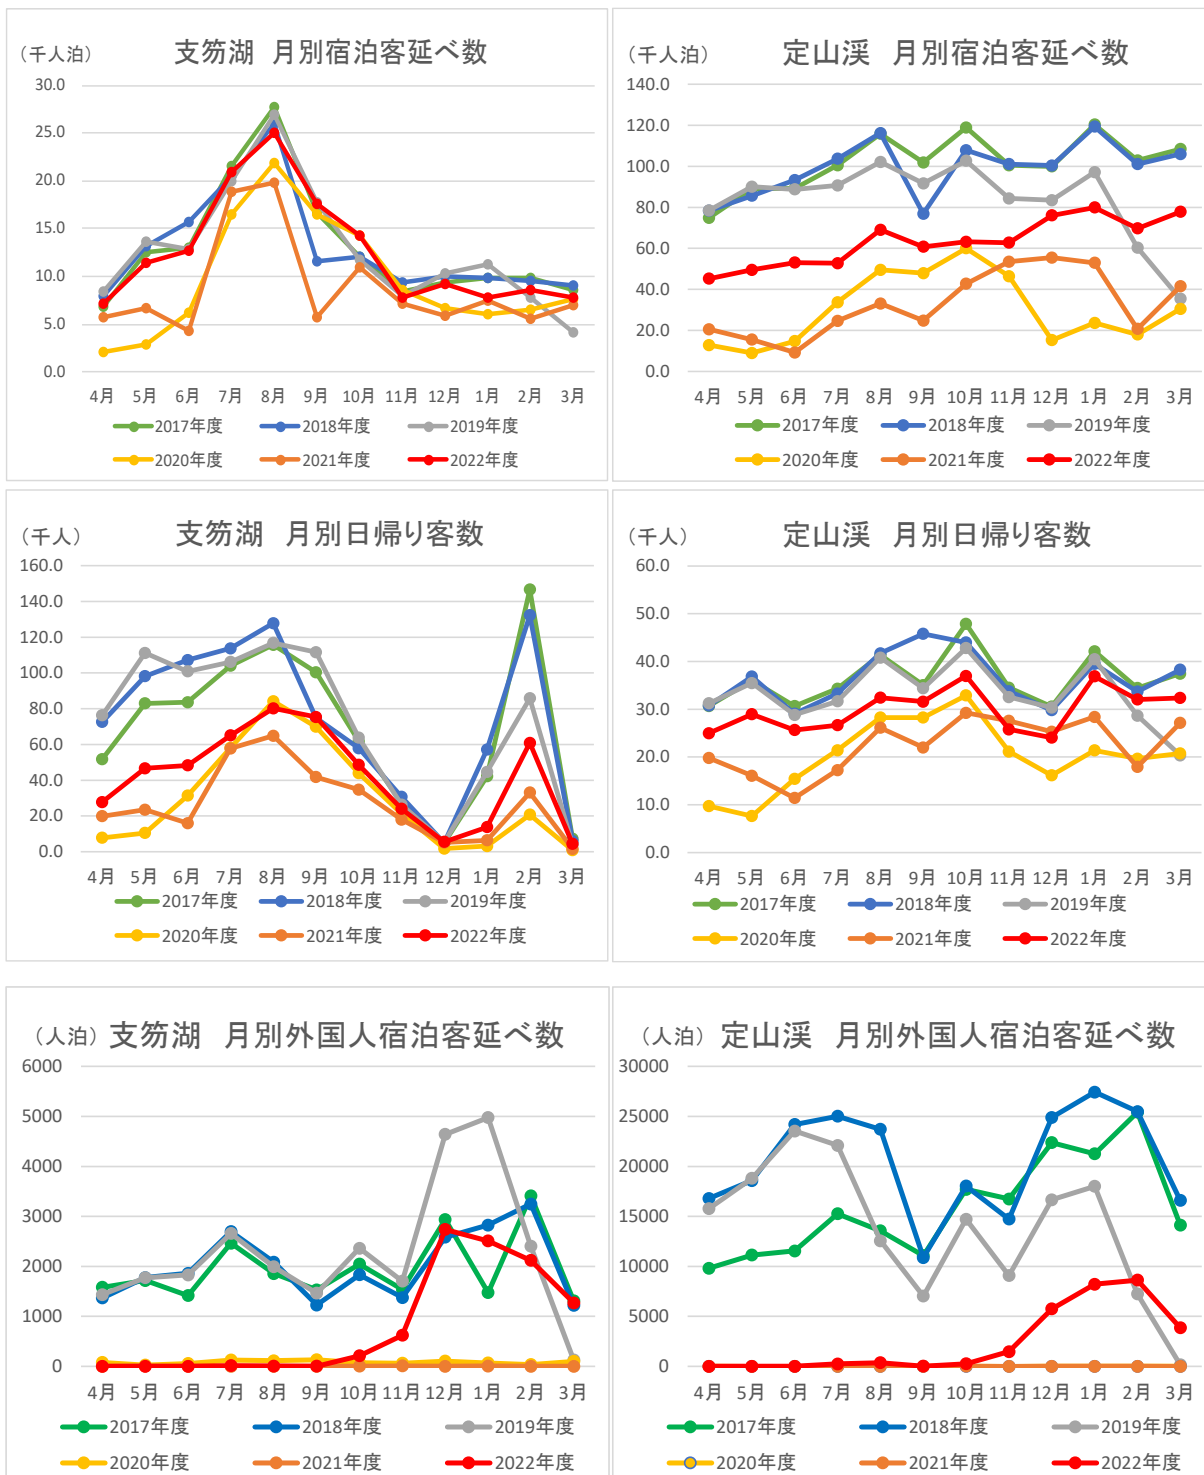 支笏湖　月別宿泊客延べ数
（千人泊）
30.0
25.0
20.0
15.0
10.0
5.0
0.0
4月 5月 6月 7月 8月 9月 10月 11月 12月 1月 2月 3月
2017年度 2018年度 2019年度
2020年度 2021年度 2022年度
定山渓　月別宿泊客延べ数
（千人泊）
140.0
120.0
100.0
80.0
60.0
40.0
20.0
0.0
4月 5月 6月 7月 8月 9月 10月 11月 12月 1月 2月 3月
2017年度 2018年度 2019年度
2020年度 2021年度 2022年度
支笏湖　月別日帰り客数
（千人）
160.0
140.0
120.0
100.0
80.0
60.0
40.0
20.0
0.0
4月 5月 6月 7月 8月 9月 10月 11月 12月 1月 2月 3月
2017年度 2018年度 2019年度
2020年度 2021年度 2022年度
定山渓　月別日帰り客数
（千人）
60.0
50.0
40.0
30.0
20.0
10.0
0.0
4月 5月 6月 7月 8月 9月 10月 11月 12月 1月 2月 3月
2017年度 2018年度 2019年度
2020年度 2021年度 2022年度
（人泊）支笏湖　月別外国人宿泊客延べ数
6000
5000
4000
3000
2000
1000
0
4月 5月 6月 7月 8月 9月 10月 11月 12月 1月 2月 3月
2017年度 2018年度 2019年度
2020年度 2021年度 2022年度
（人泊）定山渓　月別外国人宿泊客延べ数
30000
25000
20000
15000
10000
5000
0
4月 5月 6月 7月 8月 9月 10月 11月 12月 1月 2月 3月
2017年度 2018年度 2019年度
2020年度 2021年度 2022年度